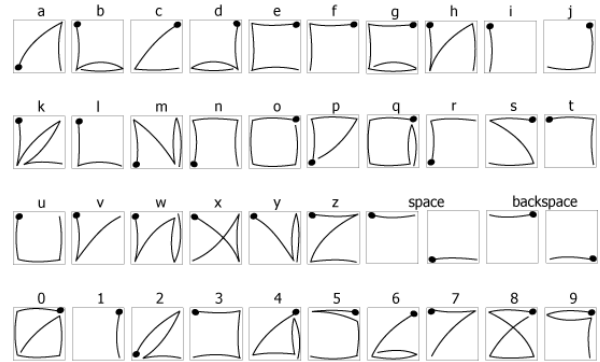 a b c d e f g h i j
k l m n o p q r s t
u v w x y z space backspace
0 1 2 3 4 5 6 7 8 9